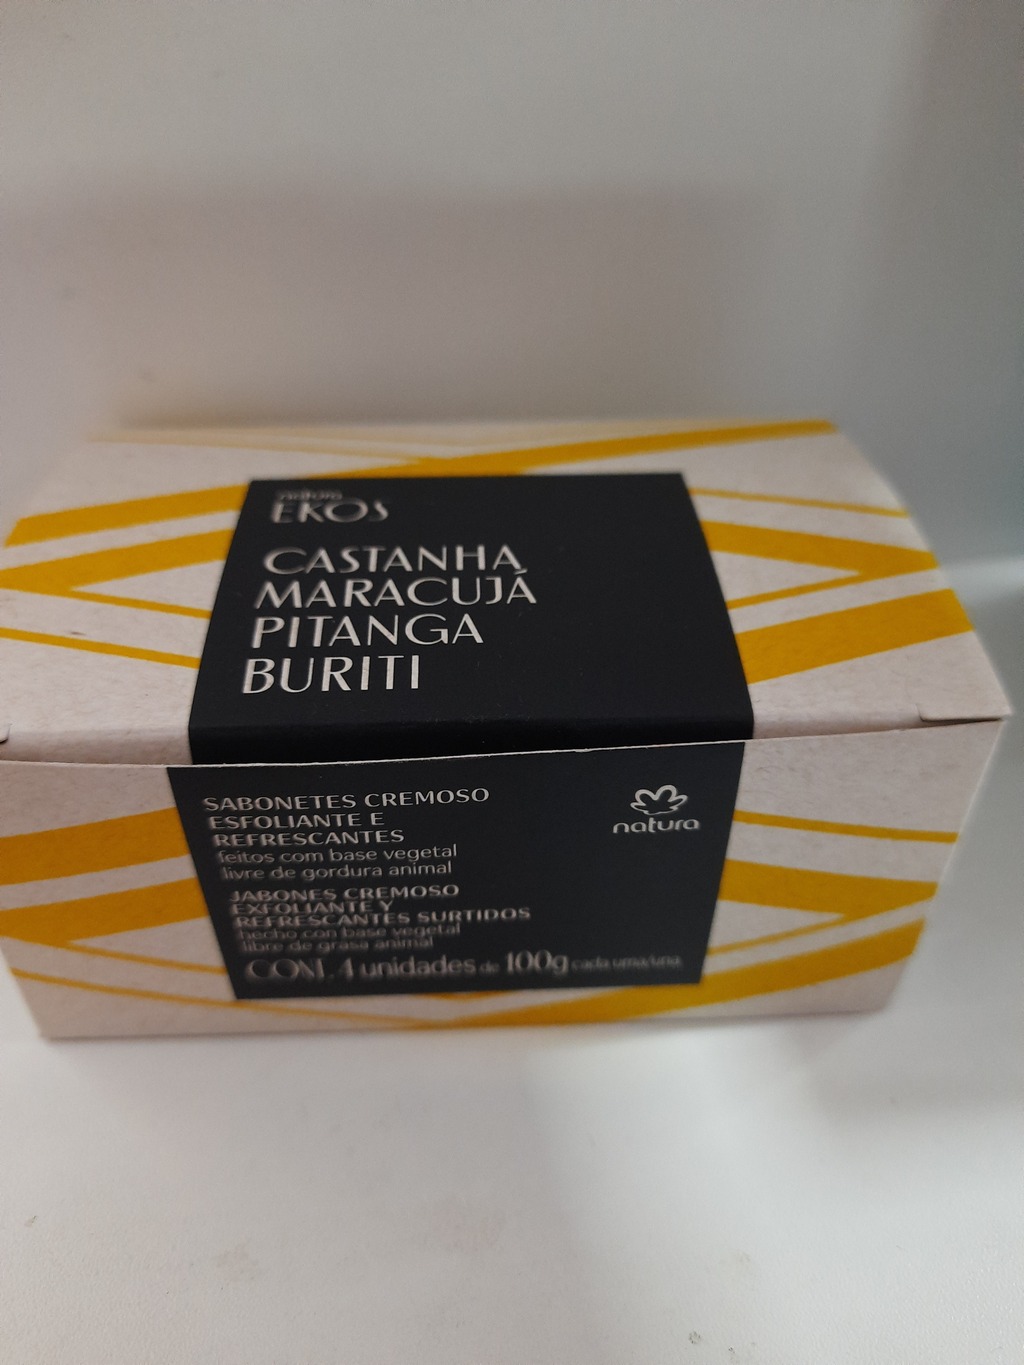 natura
EKOS
CASTANHA
MARACUJÁ
PITANGA
BURITI
SABONETES CREMOSO
ESFOLIANTE E
REFRESCANTES
feitos com base vegetal
livre de gordura animal
JABONES CREMOSO
EXFOLIANTE Y
REFRESCANTES SURTIDOS
hecho con base vegetal
libre de grasa animal
CONT. 4 unidades de 100g cada uma/una
natura